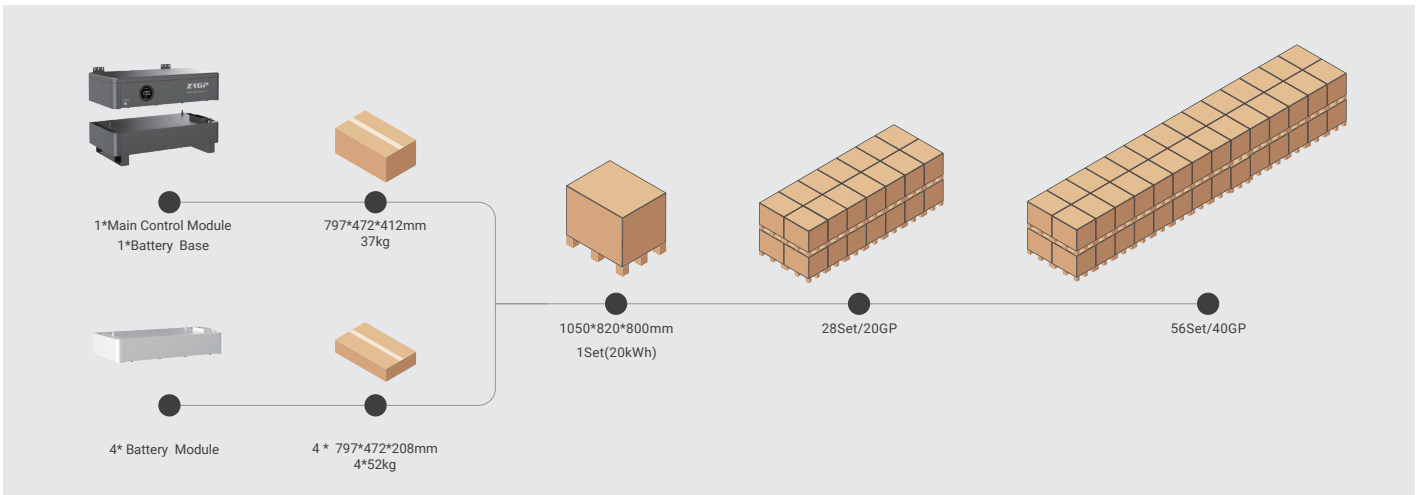 ZRGP
1*Main Control Module
1*Battery Base
797*472*412mm
37kg
1050*820*800mm
1Set(20kWh)
28Set/20GP
56Set/40GP
4* Battery Module
4 * 797*472*208mm
4*52kg